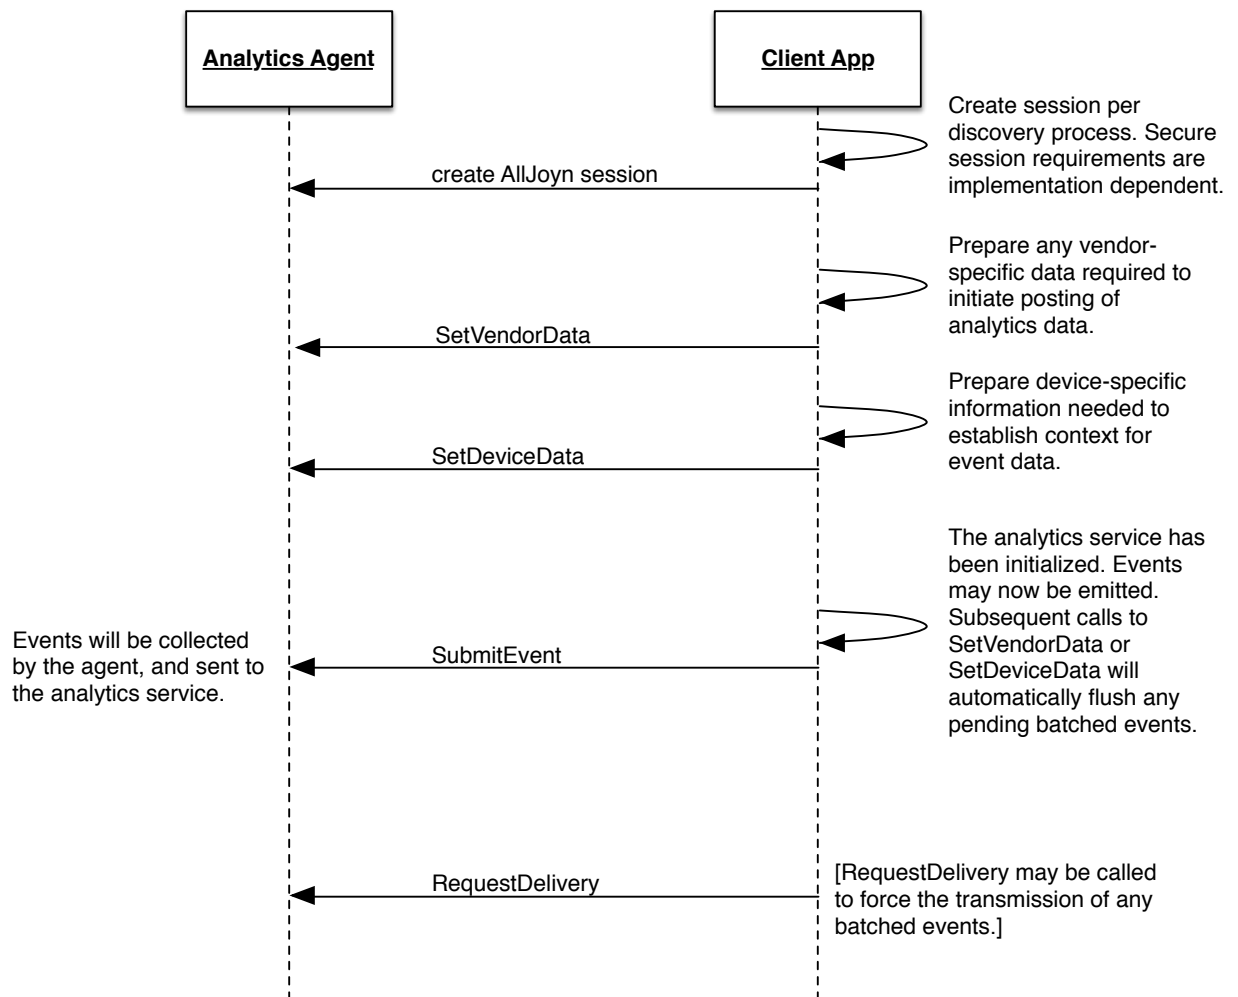 Analytics Agent
Client App
Create session per
discovery process. Secure
session requirements are
implementation dependent.
create AllJoyn session
Prepare any vendor-
specific data required to
initiate posting of
analytics data.
SetVendorData
Prepare device-specific
information needed to
establish context for
event data.
SetDeviceData
The analytics service has
been initialized. Events
may now be emitted.
Subsequent calls to
SetVendorData or
SetDeviceData will
automatically flush any
pending batched events.
Events will be collected
by the agent, and sent to
the analytics service.
SubmitEvent
RequestDelivery
[RequestDelivery may be called
to force the transmission of any
batched events.]